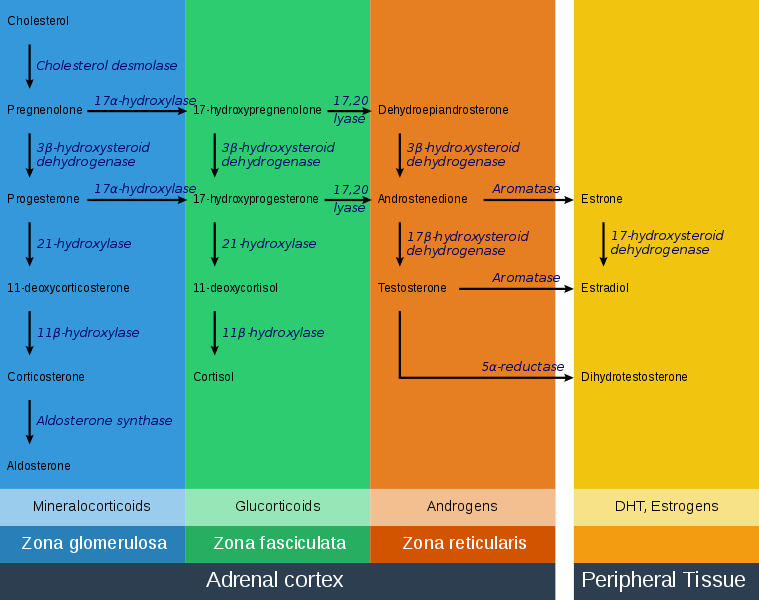 Cholesterol
Cholesterol desmolase
Pregnenolone
17α-hydroxylase
17-hydroxypregnenolone
17,20
lyase
Dehydroepiandrosterone
3β-hydroxysteroid
dehydrogenase
3β-hydroxysteroid
dehydrogenase
3β-hydroxysteroid
dehydrogenase
Progesterone
17α-hydroxylase
17-hydroxyprogesterone
17,20
lyase
Androstenedione
Aromatase
Estrone
21-hydroxylase
21-hydroxylase
17β-hydroxysteroid
dehydrogenase
17-hydroxysteroid
dehydrogenase
11-deoxycorticosterone
11-deoxycortisol
Testosterone
Aromatase
Estradiol
11β-hydroxylase
11β-hydroxylase
Corticosterone
Cortisol
5α-reductase
Dihydrotestosterone
Aldosterone synthase
Aldosterone
Mineralocorticoids
Glucorticoids
Androgens
DHT, Estrogens
Zona glomerulosa
Zona fasciculata
Zona reticularis
Adrenal cortex
Peripheral Tissue